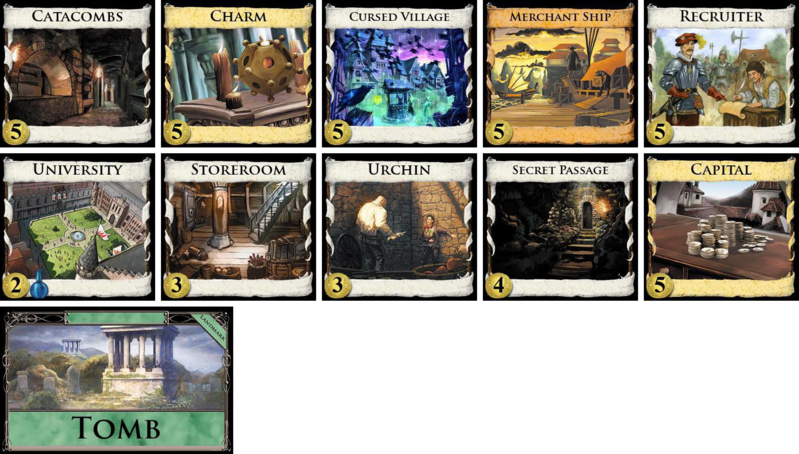 CATACOMBS
CHARM
CURSED VILLAGE
MERCHANT SHIP
RECRUITER
5
5
5
5
5
UNIVERSITY
STOREROOM
URCHIN
SECRET PASSAGE
CAPITAL
2
3
3
4
5
LANDMARK
TOMB